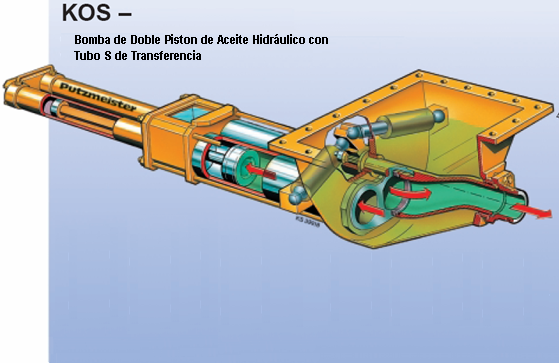 KOS –
Bomba de Doble Piston de Aceite Hidráulico con
Tubo S de Transferencia
Putzmeister